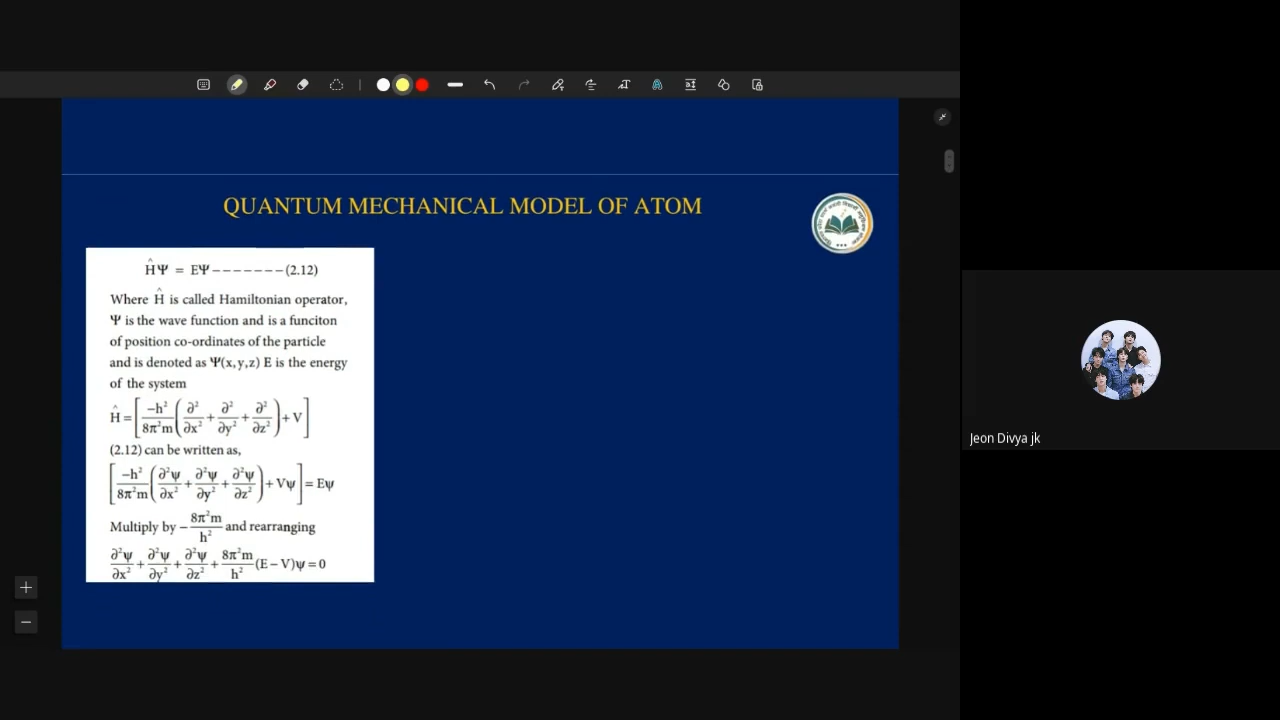 QUANTUM MECHANICAL MODEL OF ATOM
ĤΨ = EΨ-------(2.12)
Where Ĥ is called Hamiltonian operator,
Ψ is the wave function and is a funciton
of position co-ordinates of the particle
and is denoted as Ψ(x,y,z) E is the energy
of the system
Ĥ = [−h²/8π²m (∂²/∂x² + ∂²/∂y² + ∂²/∂z²) + V]
(2.12) can be written as,
[−h²/8π²m (∂²ψ/∂x² + ∂²ψ/∂y² + ∂²ψ/∂z²) + Vψ] = Eψ
Multiply by − 8π²m/h² and rearranging
∂²ψ/∂x² + ∂²ψ/∂y² + ∂²ψ/∂z² + 8π²m/h² (E − V)ψ = 0
Jeon Divya jk